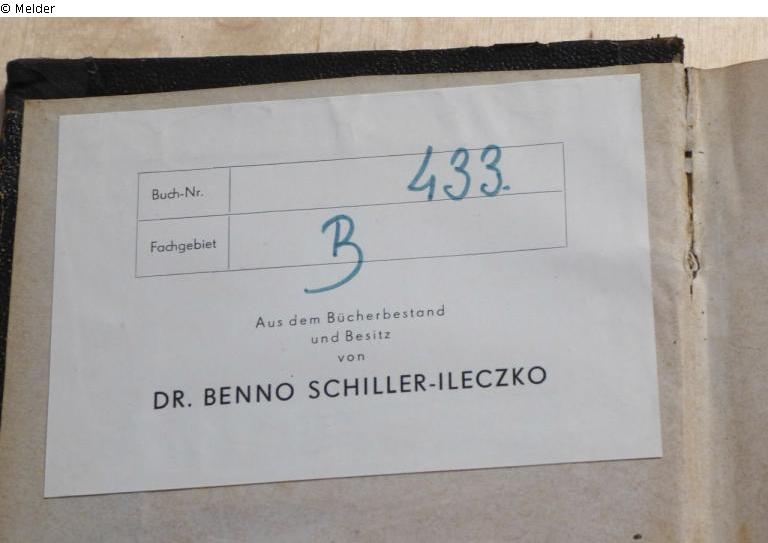 © Melder
Buch-Nr. 433.
Fachgebiet B
Aus dem Bücherbestand
und Besitz
von
DR. BENNO SCHILLER-ILECZKO